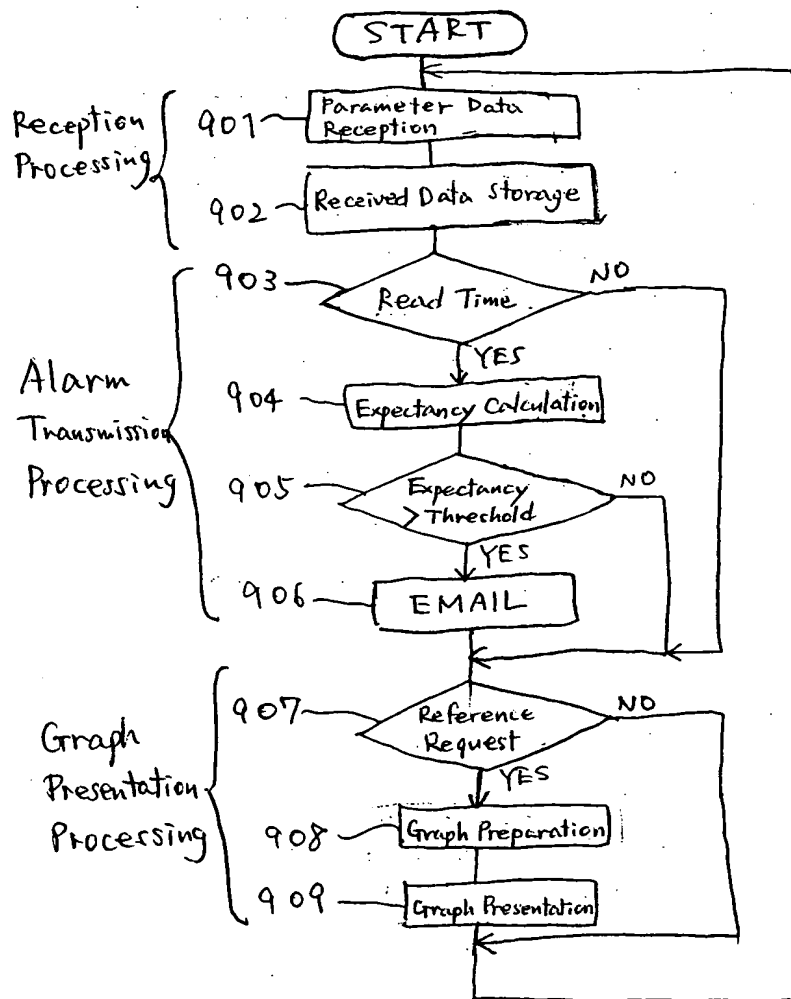 START
Reception
Processing
901
Parameter Data
Reception
902
Received Data Storage
903
Read Time
NO
YES
Alarm
Transmission
Processing
904
Expectancy Calculation
905
Expectancy
> Threshold
NO
YES
906
EMAIL
Graph
Presentation
Processing
907
Reference
Request
NO
YES
908
Graph Preparation
909
Graph Presentation